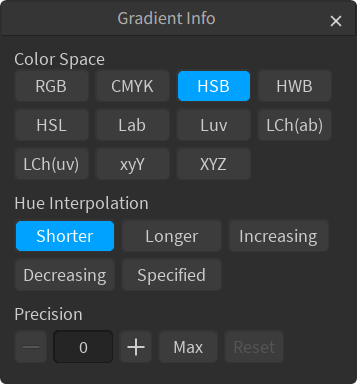 Gradient Info
Color Space
RGB CMYK HSB HWB
HSL Lab Luv LCh(ab)
LCh(uv) xyY XYZ
Hue Interpolation
Shorter Longer Increasing
Decreasing Specified
Precision
0 Max Reset